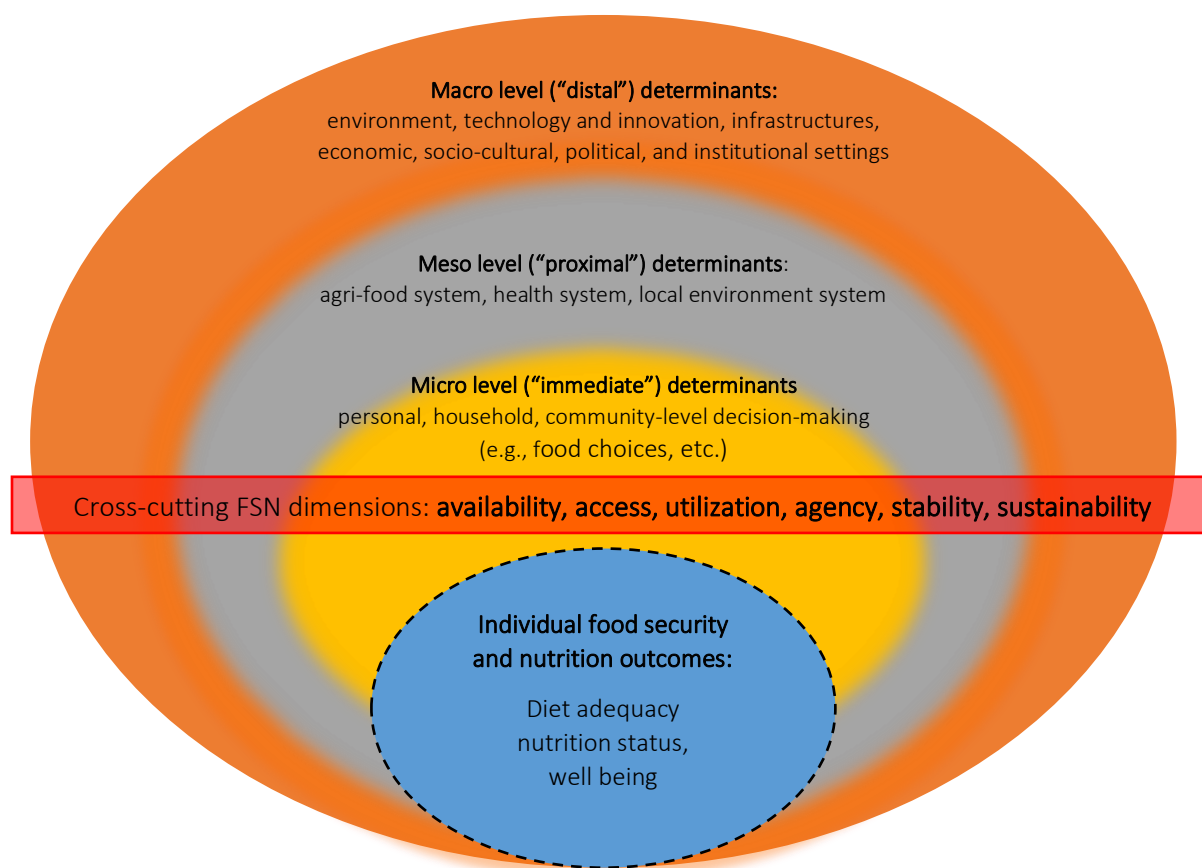 Macro level (“distal”) determinants:
environment, technology and innovation, infrastructures,
economic, socio-cultural, political, and institutional settings
Meso level (“proximal”) determinants:
agri-food system, health system, local environment system
Micro level (“immediate”) determinants
personal, household, community-level decision-making
(e.g., food choices, etc.)
Cross-cutting FSN dimensions: availability, access, utilization, agency, stability, sustainability
Individual food security
and nutrition outcomes:
Diet adequacy
nutrition status,
well being